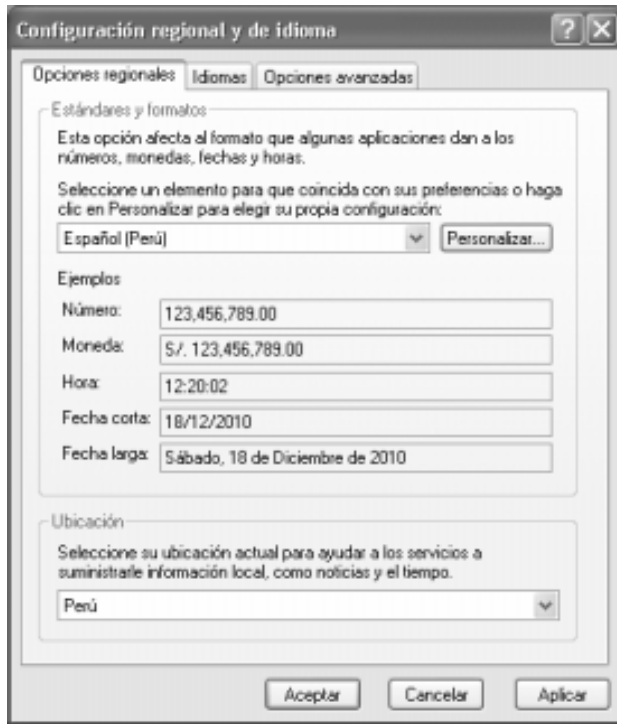 Configuración regional y de idioma
Opciones regionales Idiomas Opciones avanzadas
Estándares y formatos
Esta opción afecta al formato que algunas aplicaciones dan a los
números, monedas, fechas y horas.
Seleccione un elemento para que coincida con sus preferencias o haga
clic en Personalizar para elegir su propia configuración:
Español (Perú) Personalizar...
Ejemplos
Número: 123,456,789.00
Moneda: S/. 123,456,789.00
Hora: 12:20:02
Fecha corta: 18/12/2010
Fecha larga: Sábado, 18 de Diciembre de 2010
Ubicación
Seleccione su ubicación actual para ayudar a los servicios a
suministrarle información local, como noticias y el tiempo.
Perú
Aceptar Cancelar Aplicar